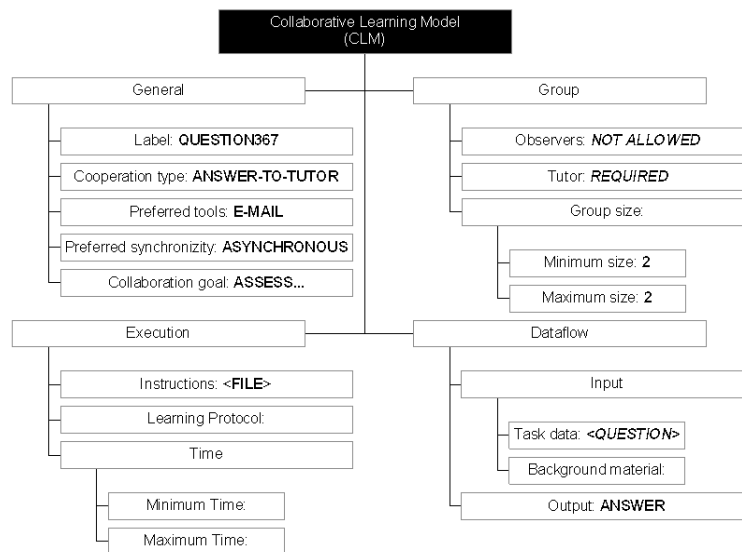 Collaborative Learning Model
(CLM)
General
Label: QUESTION367
Cooperation type: ANSWER-TO-TUTOR
Preferred tools: E-MAIL
Preferred synchronizity: ASYNCHRONOUS
Collaboration goal: ASSESS...
Group
Observers: NOT ALLOWED
Tutor: REQUIRED
Group size:
Minimum size: 2
Maximum size: 2
Execution
Instructions: <FILE>
Learning Protocol:
Time
Minimum Time:
Maximum Time:
Dataflow
Input
Task data: <QUESTION>
Background material:
Output: ANSWER